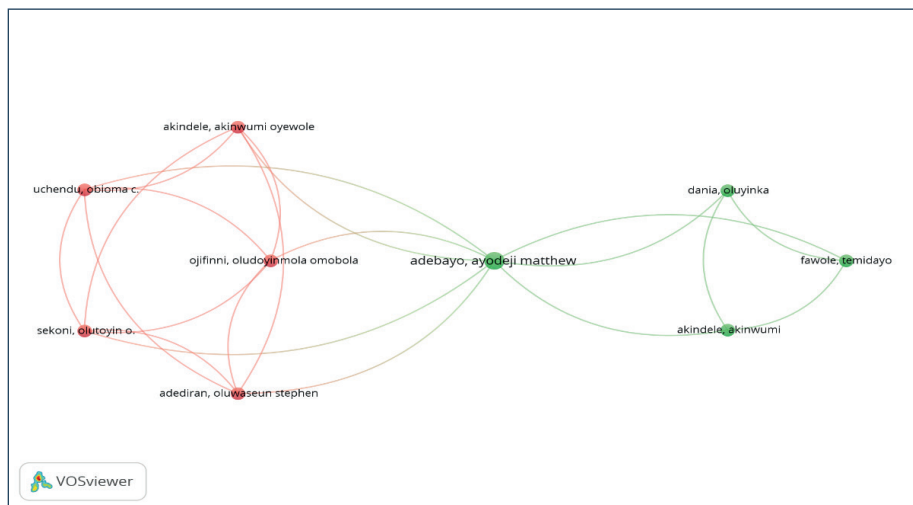 akindele, akinwumi oyewole
uchendu, obioma c.
dania, oluyinka
ojifinni, oludoyinmola omobola
adebayo, ayodeji matthew
fawole, temidayo
sekoni, olutoyin o.
akindele, akinwumi
adediran, oluwaseun stephen
VOSviewer